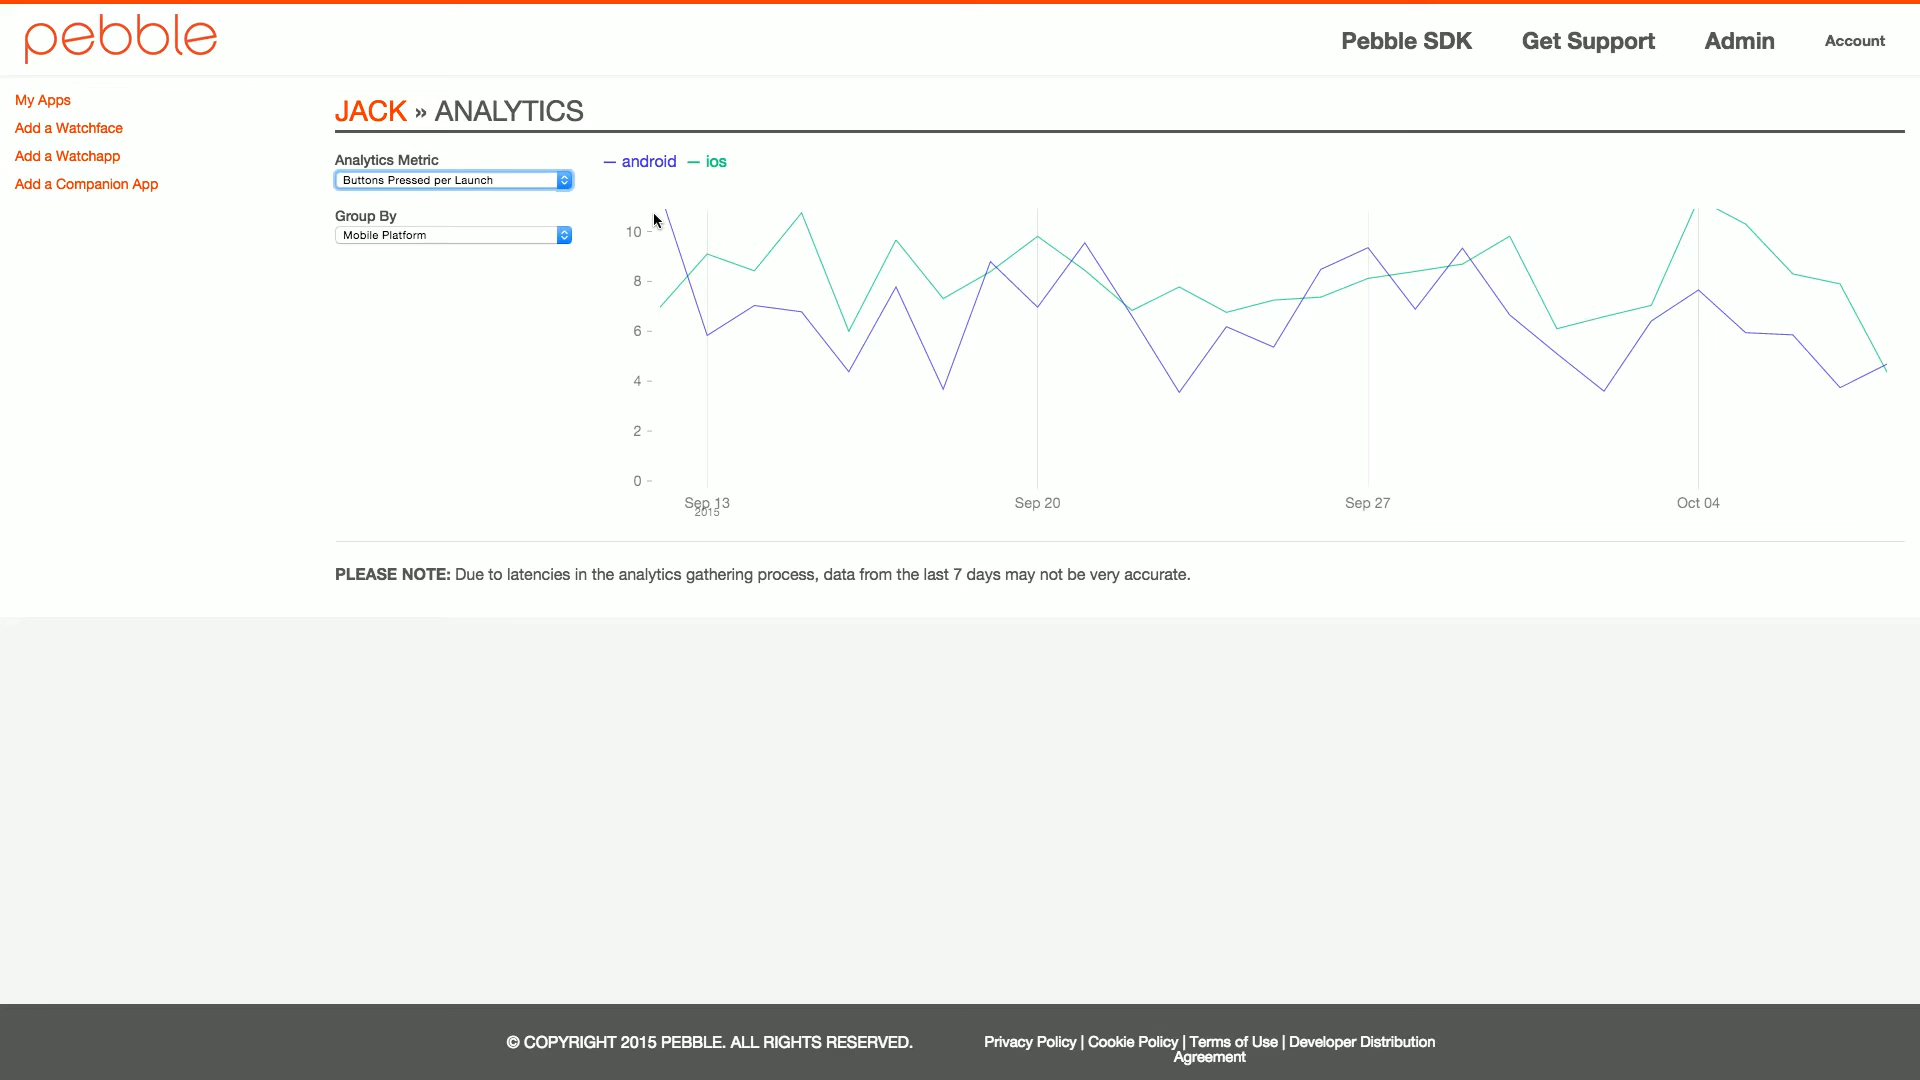 pebble
Pebble SDK
Get Support
Admin
Account
My Apps
Add a Watchface
Add a Watchapp
Add a Companion App
JACK » ANALYTICS
Analytics Metric
Buttons Pressed per Launch
Group By
Mobile Platform
— android — ios
10
8
6
4
2
0
Sep 13
2015
Sep 20
Sep 27
Oct 04
PLEASE NOTE: Due to latencies in the analytics gathering process, data from the last 7 days may not be very accurate.
© COPYRIGHT 2015 PEBBLE. ALL RIGHTS RESERVED.
Privacy Policy | Cookie Policy | Terms of Use | Developer Distribution
Agreement